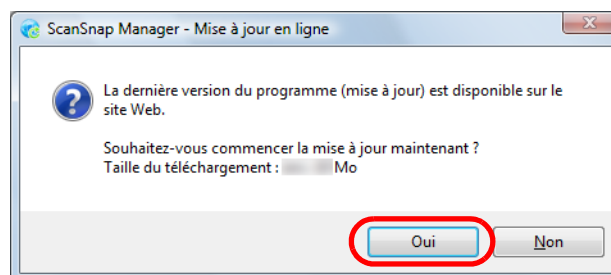 ScanSnap Manager - Mise à jour en ligne
La dernière version du programme (mise à jour) est disponible sur le
site Web.
Souhaitez-vous commencer la mise à jour maintenant ?
Taille du téléchargement : Mo
Oui Non